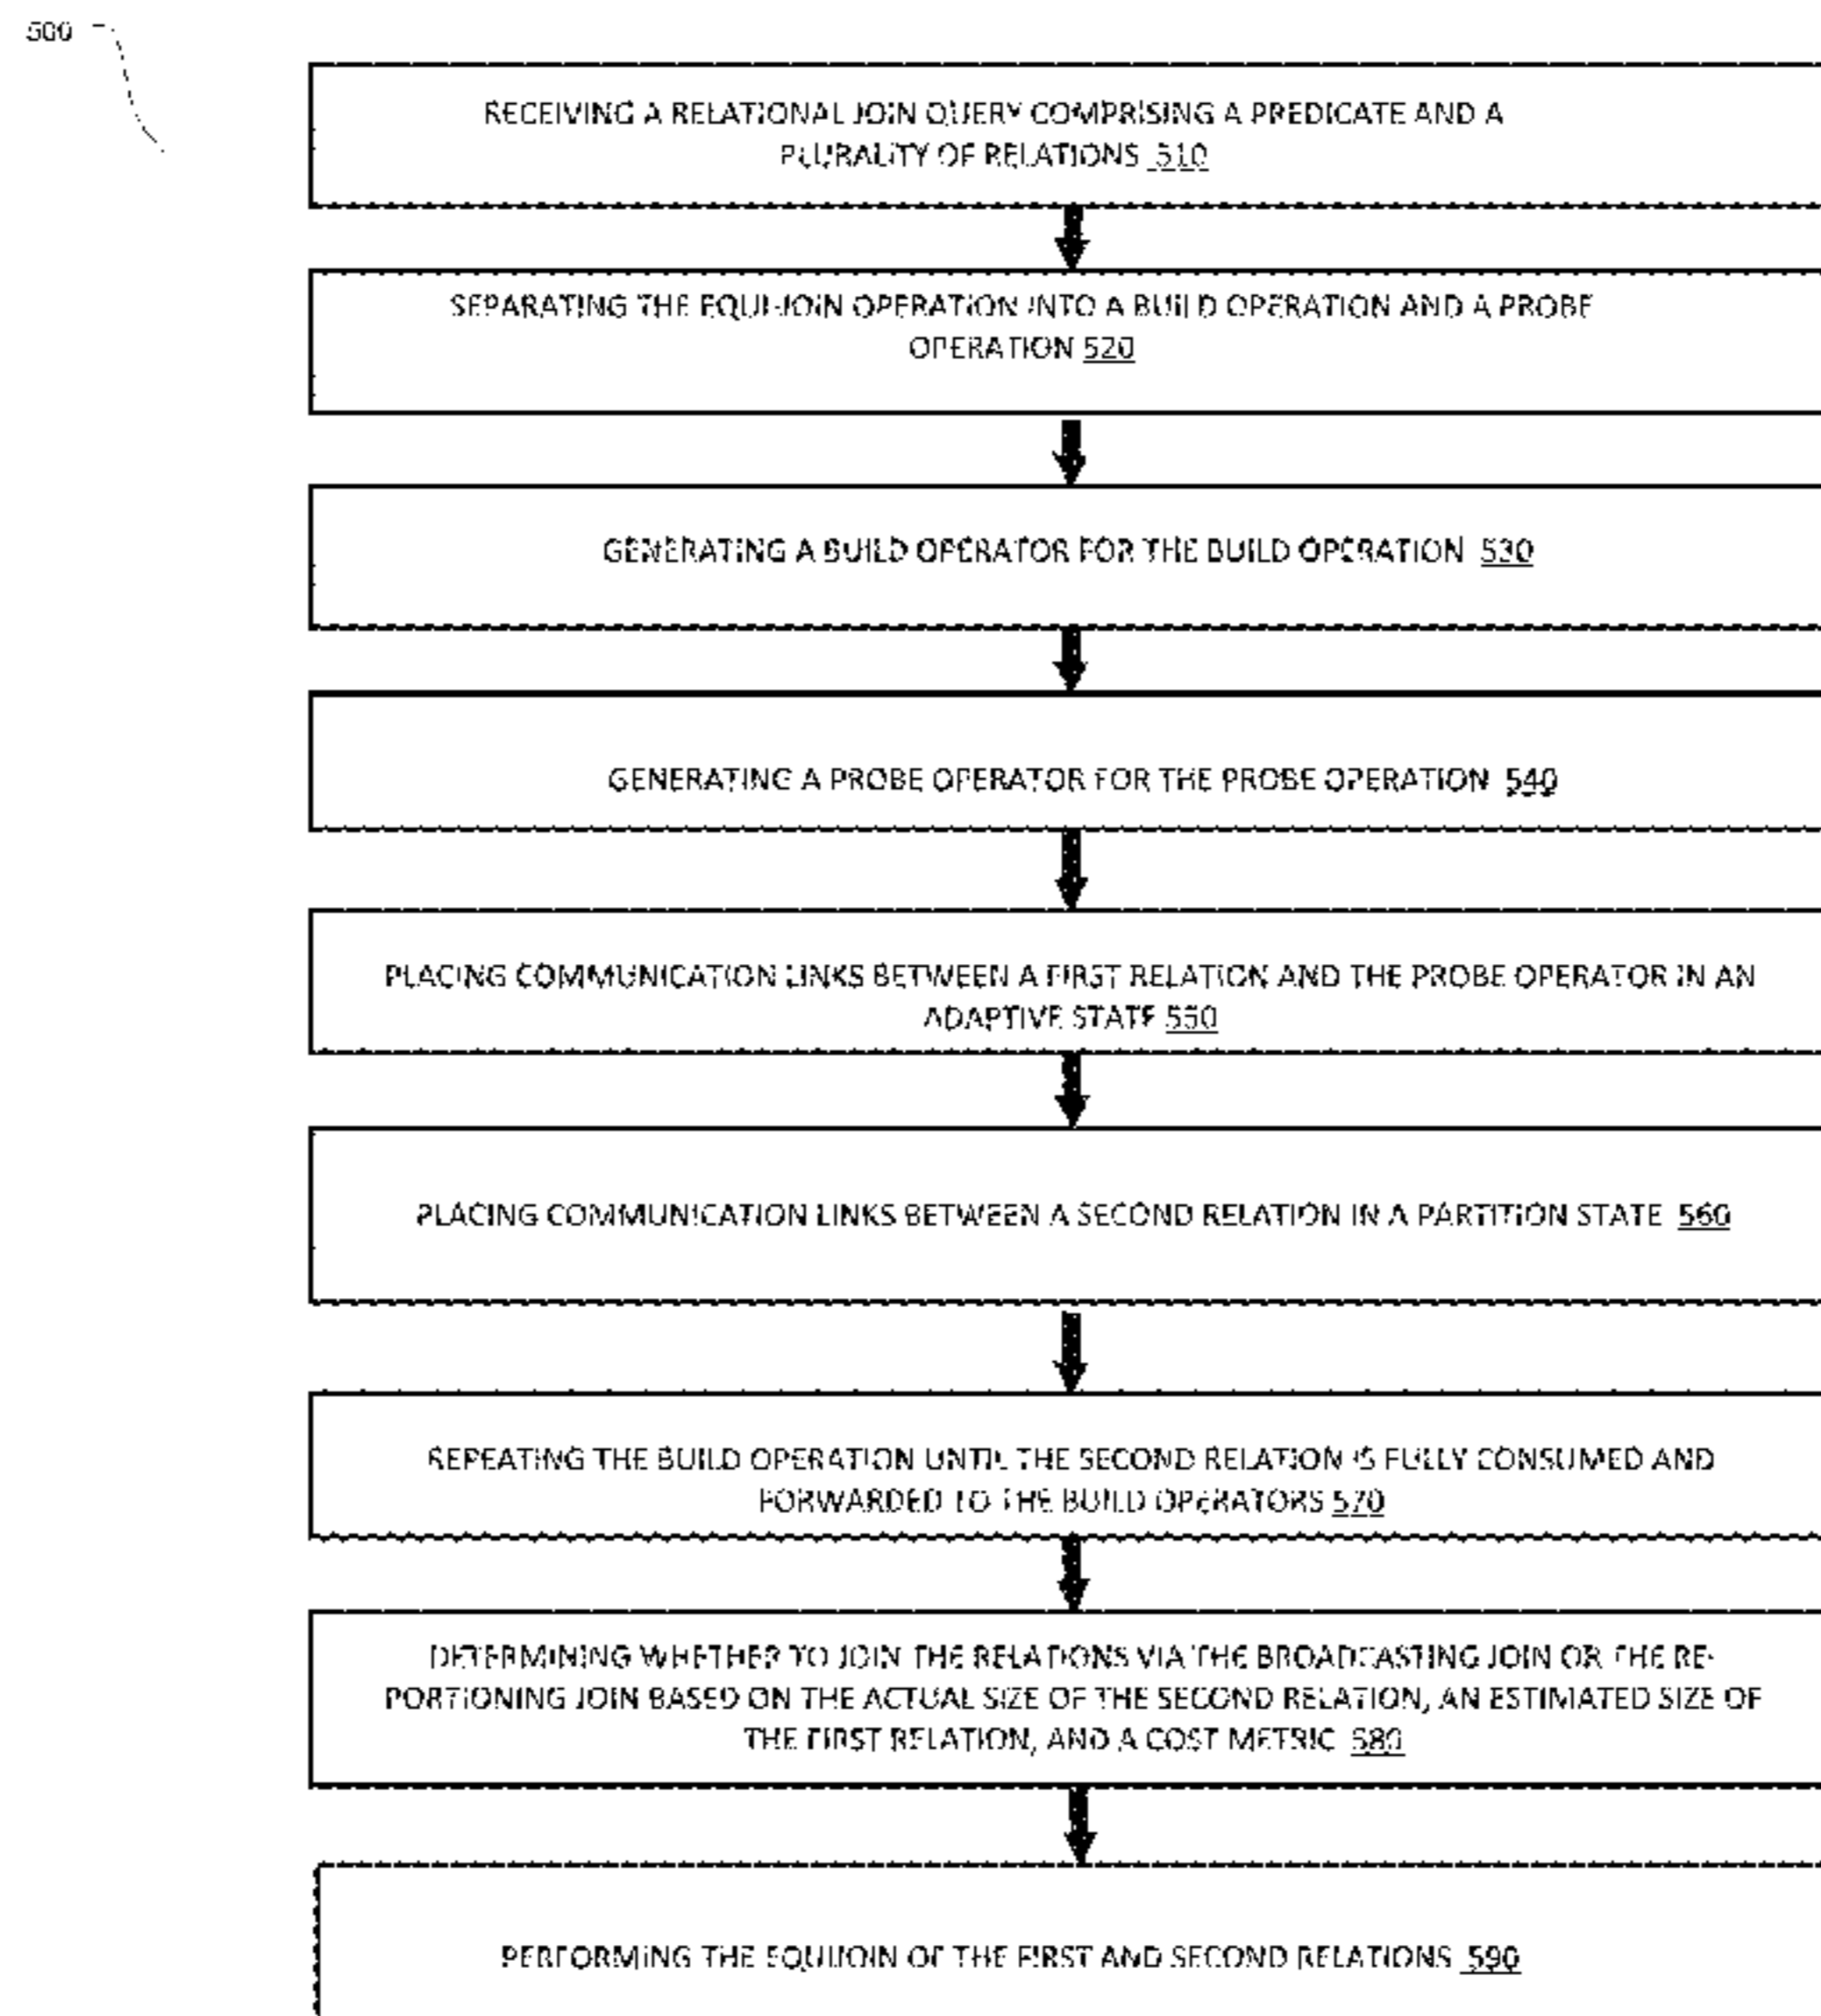 500
RECEIVING A RELATIONAL JOIN QUERY COMPRISING A PREDICATE AND A
PLURALITY OF RELATIONS 510
SEPARATING THE EQUI-JOIN OPERATION INTO A BUILD OPERATION AND A PROBE
OPERATION 520
GENERATING A BUILD OPERATOR FOR THE BUILD OPERATION 530
GENERATING A PROBE OPERATOR FOR THE PROBE OPERATION 540
PLACING COMMUNICATION LINKS BETWEEN A FIRST RELATION AND THE PROBE OPERATOR IN AN
ADAPTIVE STATE 550
PLACING COMMUNICATION LINKS BETWEEN A SECOND RELATION IN A PARTITION STATE 560
REPEATING THE BUILD OPERATION UNTIL THE SECOND RELATION IS FULLY CONSUMED AND
FORWARDED TO THE BUILD OPERATORS 570
DETERMINING WHETHER TO JOIN THE RELATIONS VIA THE BROADCASTING JOIN OR THE RE-
PORTIONING JOIN BASED ON THE ACTUAL SIZE OF THE SECOND RELATION, AN ESTIMATED SIZE OF
THE FIRST RELATION, AND A COST METRIC 580
PERFORMING THE EQUIJOIN OF THE FIRST AND SECOND RELATIONS 590